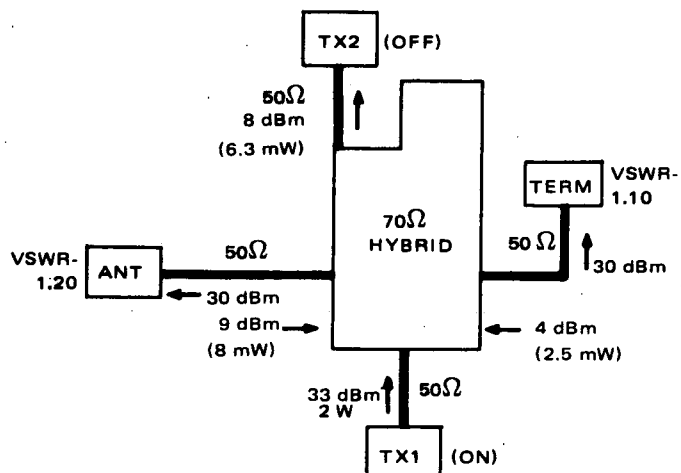 TX2
(OFF)
50Ω
8 dBm
(6.3 mW)
TERM
VSWR-
1.10
70Ω
HYBRID
50Ω
50Ω
VSWR-
1.20
ANT
30 dBm
30 dBm
9 dBm
(8 mW)
4 dBm
(2.5 mW)
33 dBm
2 W
50Ω
TX1
(ON)